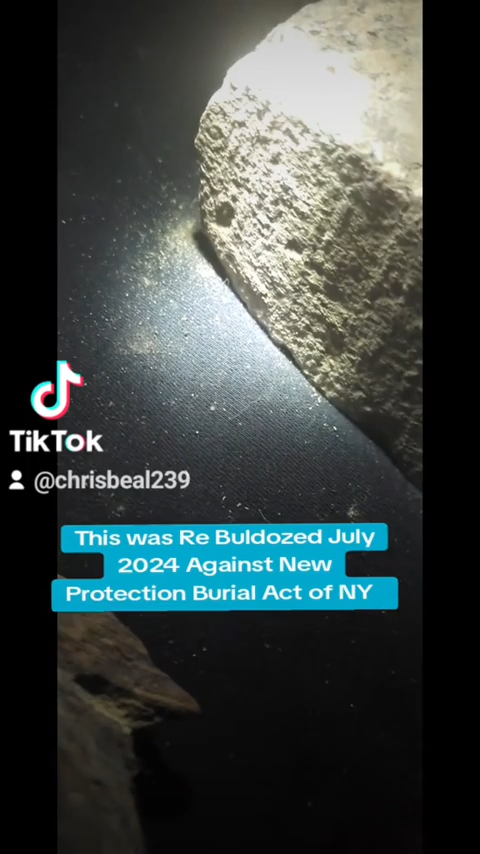 TikTok
@chrisbeal239
This was Re Buldozed July
2024 Against New
Protection Burial Act of NY